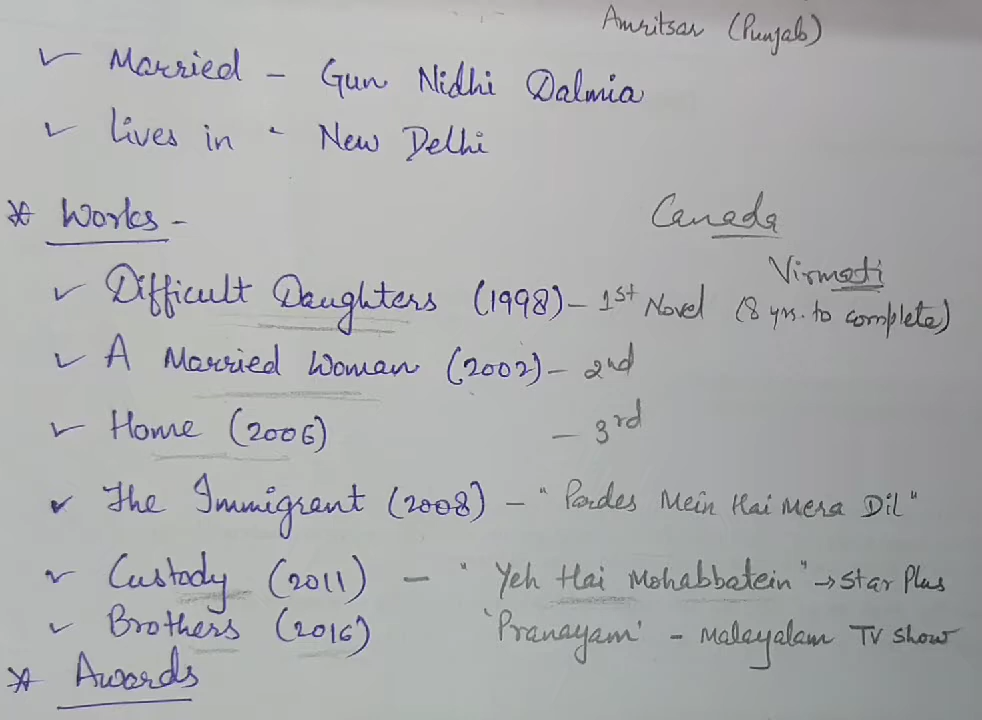 Amritsar (Punjab)
✓ Married - Gun Nidhi Dalmia
✓ lives in - New Delhi
* Works -
Canada
Virmati
✓ Difficult Daughters (1998) - 1st Novel (8 yrs. to complete)
✓ A Married Woman (2002) - 2nd
✓ Home (2006) - 3rd
✓ The Immigrant (2008) - "Pardes Mein Hai Mera Dil"
✓ Custody (2011) - "Yeh Hai Mohabbatein" → Star Plus
✓ Brothers (2016) 'Pranayam' - Malayalam TV show
* Awards